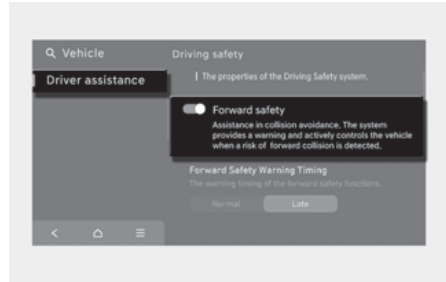 Vehicle
Driving safety
Driver assistance
The properties of the Driving Safety system.
Forward safety
Assistance in collision avoidance, The system
provides a warning and actively controls the vehicle
when a risk of forward collision is detected,
Forward Safety Warning Timing
The warning timing of the forward safety functions.
Normal
Late